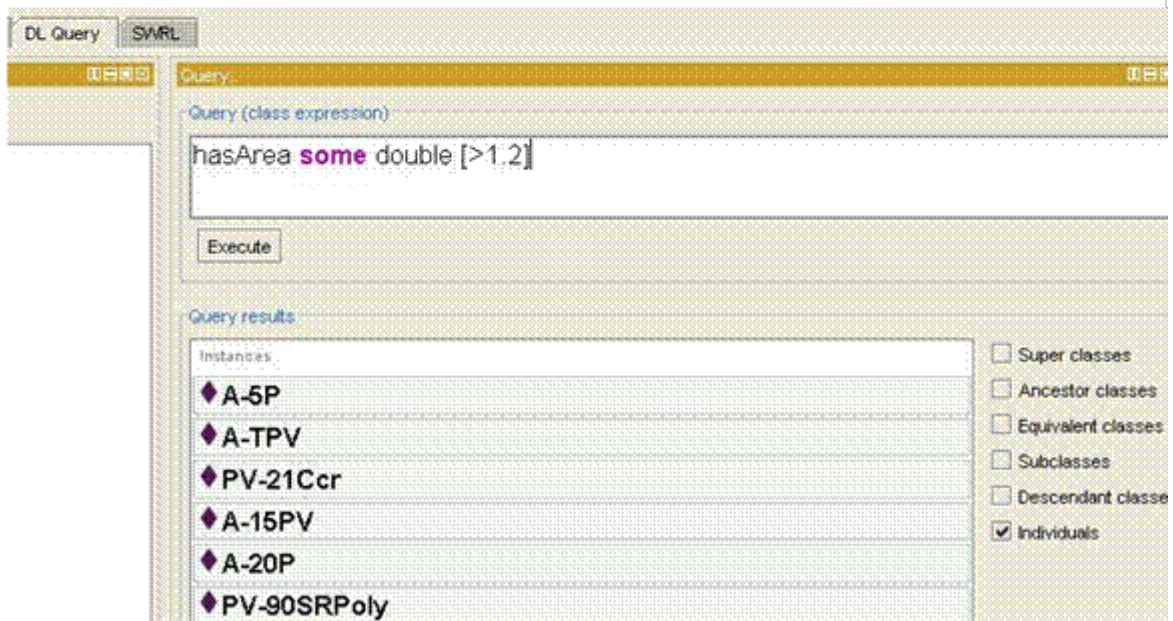 DL Query SWRL
Query:
Query (class expression)
hasArea some double [>1.2]
Execute
Query results
Instances
A-5P
A-TPV
PV-21Ccr
A-15PV
A-20P
PV-90SRPoly
Super classes
Ancestor classes
Equivalent classes
Subclasses
Descendant classe
Individuals